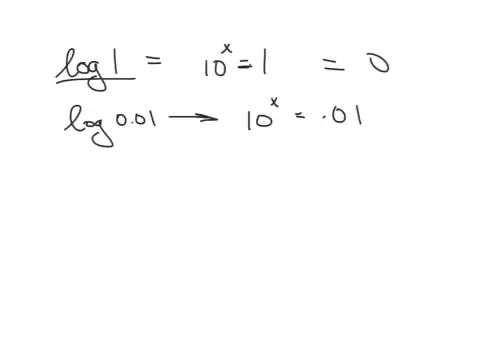 log 1 = 10^x = 1 = 0
log 0.01 → 10^x = .01